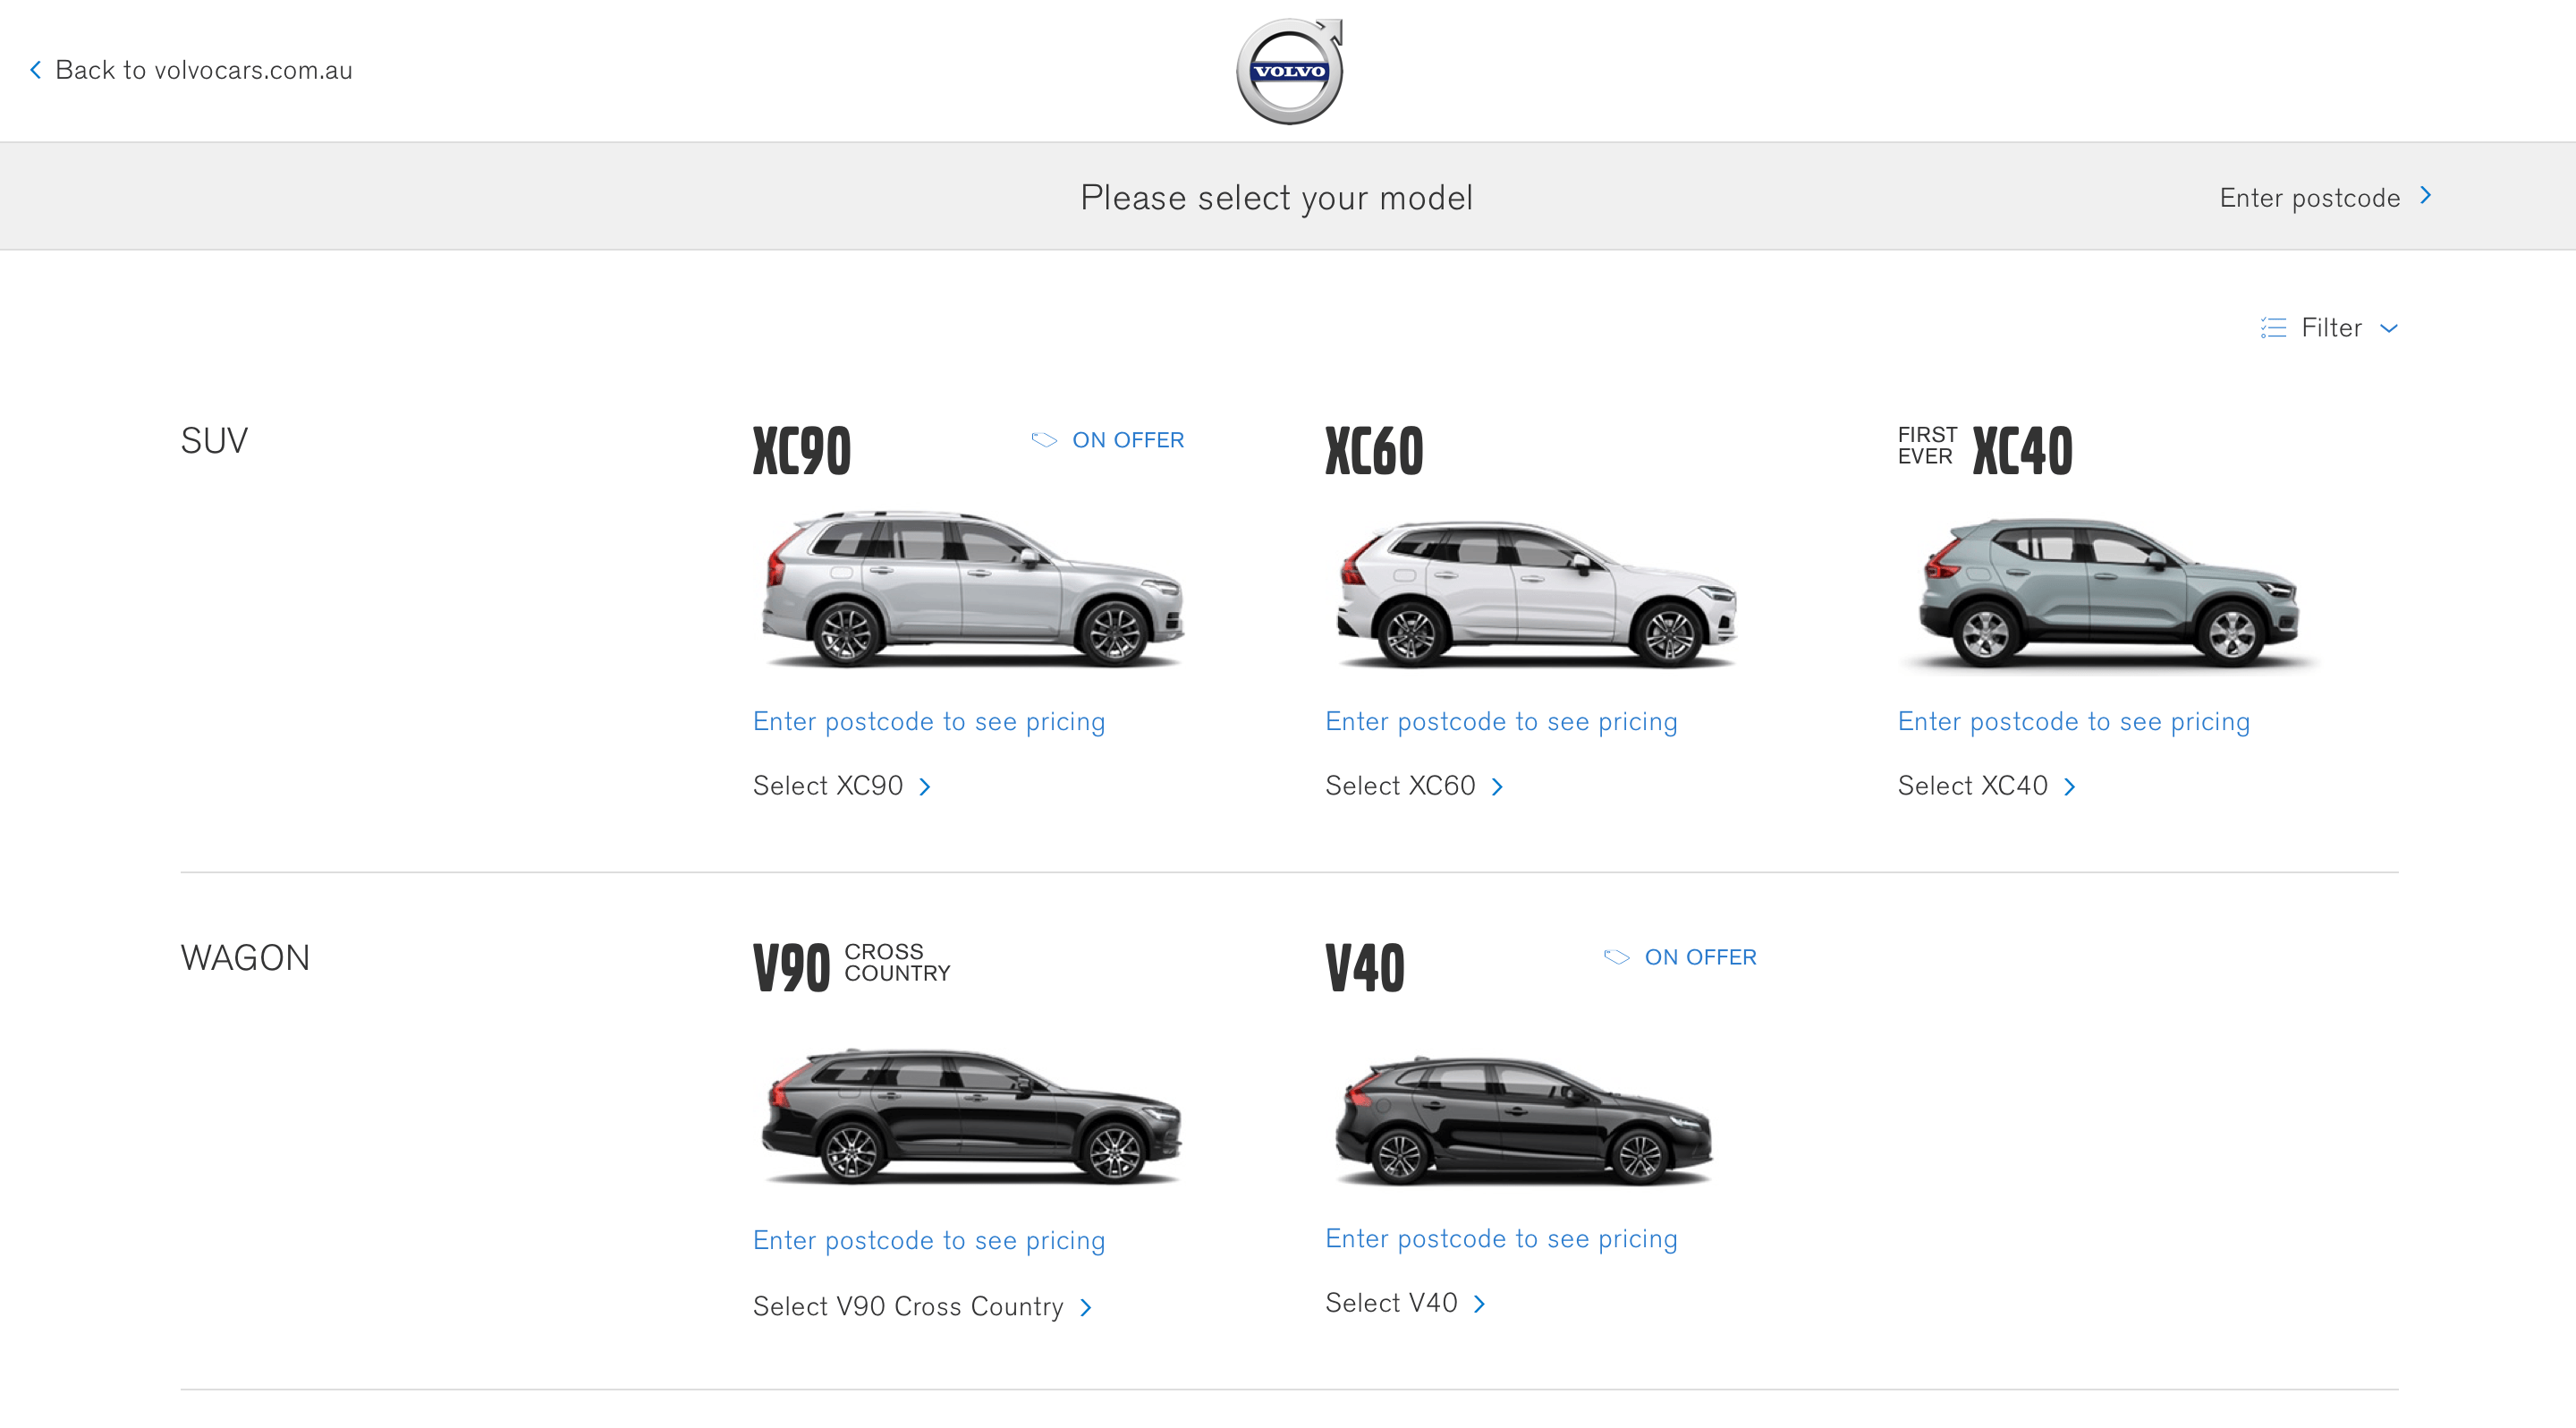 Back to volvocars.com.au
VOLVO
Please select your model
Enter postcode
Filter
SUV
XC90
ON OFFER
XC60
FIRST
EVER
XC40
Enter postcode to see pricing
Enter postcode to see pricing
Enter postcode to see pricing
Select XC90
Select XC60
Select XC40
WAGON
V90
CROSS
COUNTRY
V40
ON OFFER
Enter postcode to see pricing
Enter postcode to see pricing
Select V90 Cross Country
Select V40